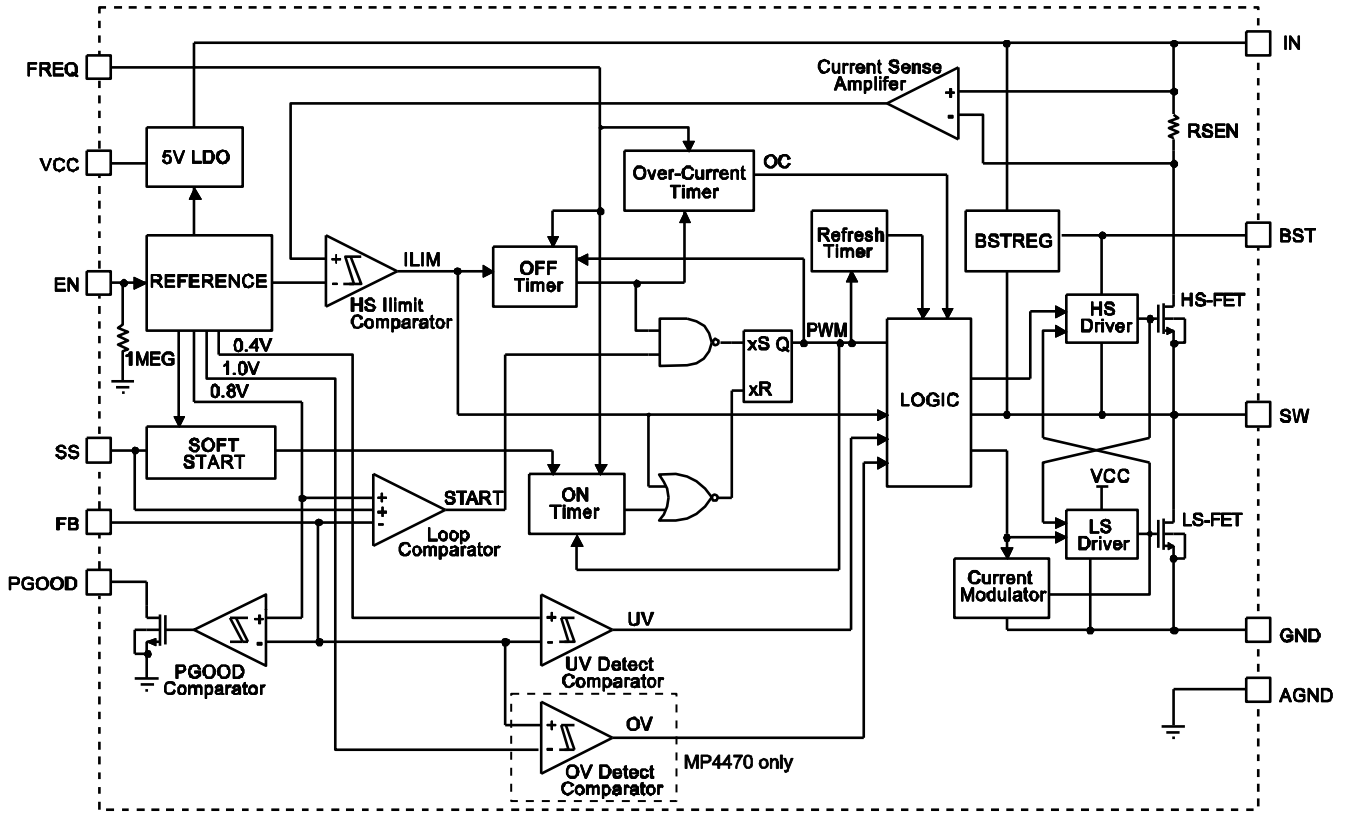 IN
FREQ
Current Sense
Amplifer
+
-
RSEN
5V LDO
VCC
Over-Current
Timer
OC
Refresh
Timer
BSTREG
BST
EN
REFERENCE
+
-
ILIM
HS Ilimit
Comparator
OFF
Timer
HS
Driver
HS-FET
1MEG
0.4V
1.0V
0.8V
xS Q
xR
PWM
LOGIC
SW
SS
SOFT
START
+
+
-
START
Loop
Comparator
ON
Timer
VCC
LS
Driver
LS-FET
FB
PGOOD
Current
Modulator
+
-
PGOOD
Comparator
+
-
UV
UV Detect
Comparator
GND
AGND
+
-
OV
OV Detect
Comparator
MP4470 only